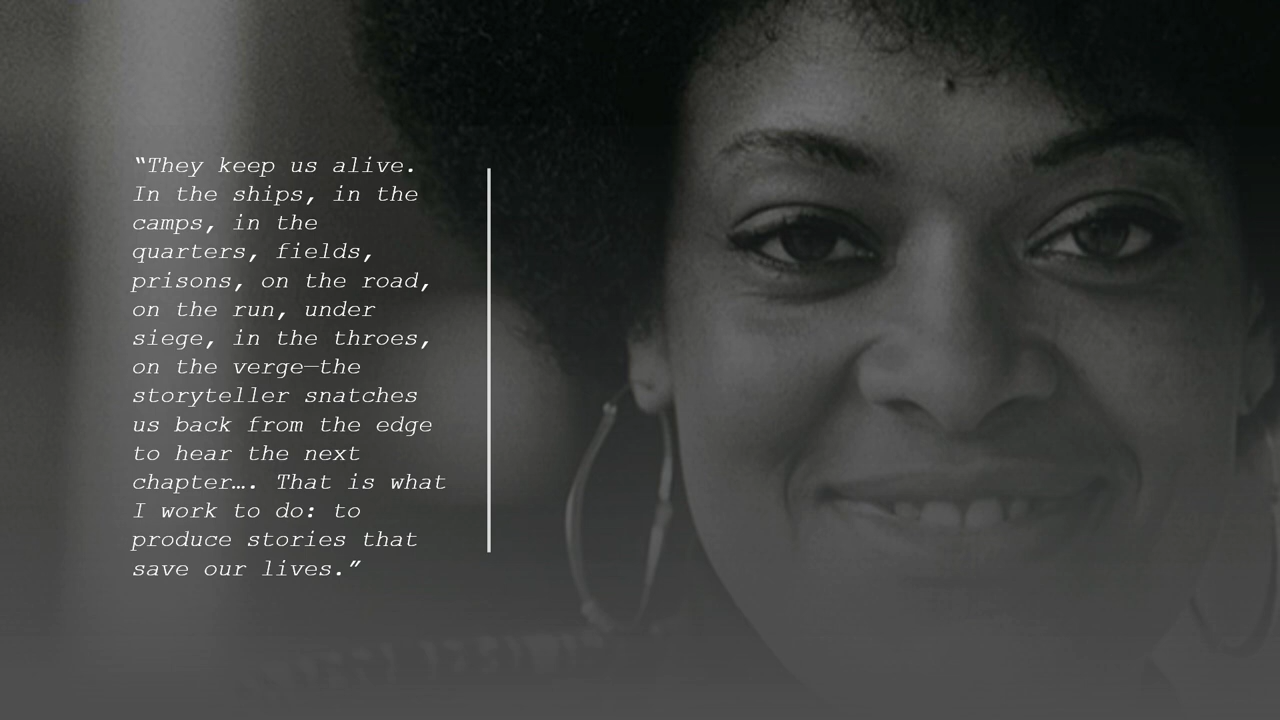 “They keep us alive.
In the ships, in the
camps, in the
quarters, fields,
prisons, on the road,
on the run, under
siege, in the throes,
on the verge—the
storyteller snatches
us back from the edge
to hear the next
chapter…. That is what
I work to do: to
produce stories that
save our lives.”